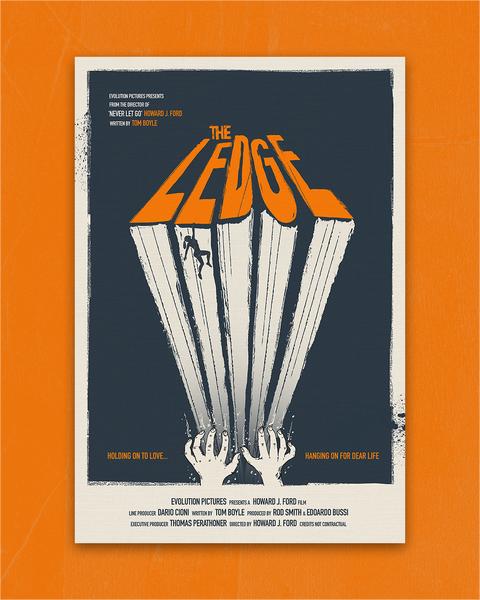 EVOLUTION PICTURES PRESENTS
FROM THE DIRECTOR OF
'NEVER LET GO' HOWARD J. FORD
WRITTEN BY TOM BOYLE
THE
LEDGE
HOLDING ON TO LOVE... HANGING ON FOR DEAR LIFE
EVOLUTION PICTURES PRESENTS A HOWARD J. FORD FILM
LINE PRODUCER DARIO CIONI WRITTEN BY TOM BOYLE PRODUCED BY ROD SMITH & EDOARDO BUSSI
EXECUTIVE PRODUCER THOMAS PERATHONER DIRECTED BY HOWARD J. FORD CREDITS NOT CONTRACTUAL